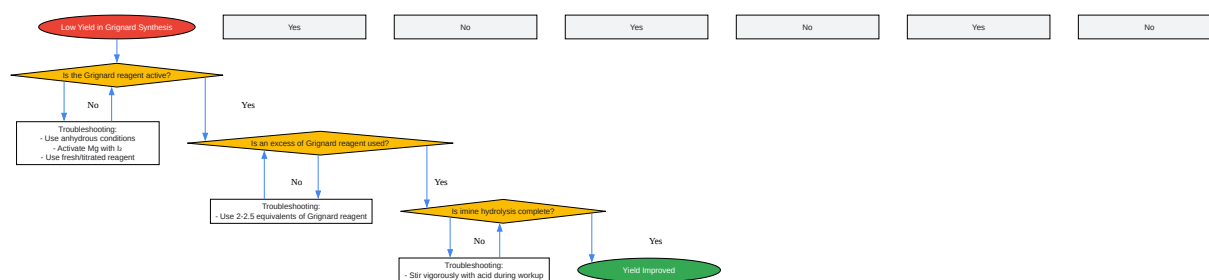 Low Yield in Grignard Synthesis
Yes
No
Yes
No
Yes
No
Is the Grignard reagent active?
No
Yes
Troubleshooting:
- Use anhydrous conditions
- Activate Mg with I₂
- Use fresh/titrated reagent
Is an excess of Grignard reagent used?
No
Yes
Troubleshooting:
- Use 2-2.5 equivalents of Grignard reagent
Is imine hydrolysis complete?
No
Yes
Troubleshooting:
- Stir vigorously with acid during workup
Yield Improved